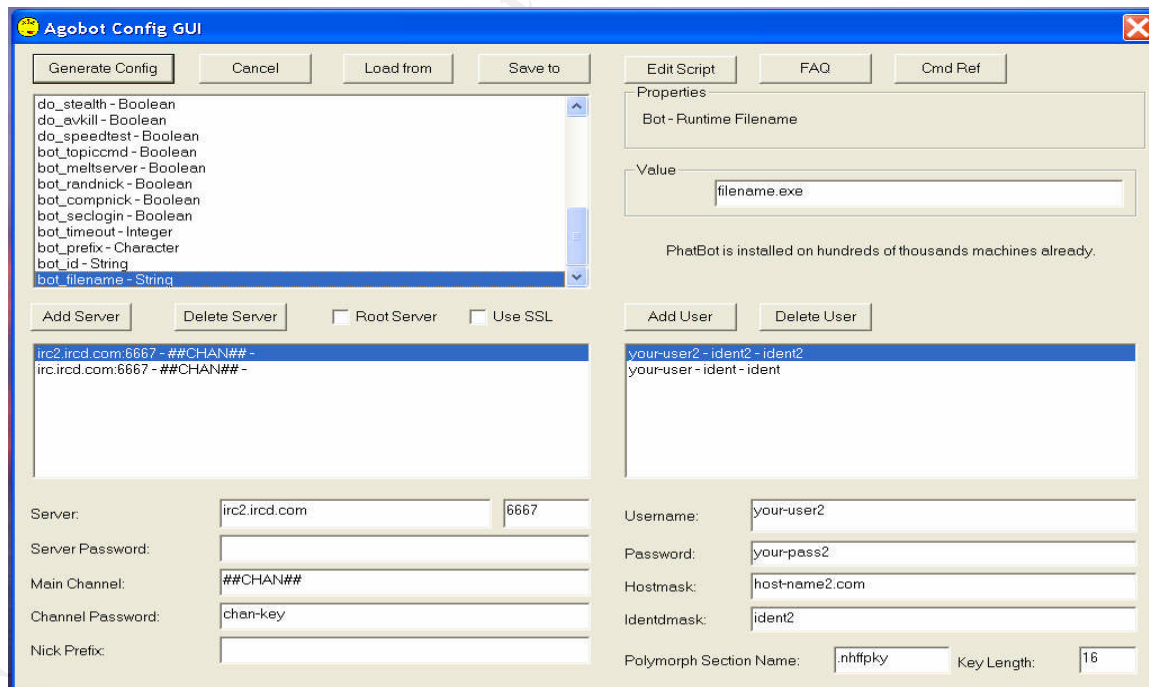 Agobot Config GUI
Generate Config Cancel Load from Save to Edit Script FAQ Cmd Ref
do_stealth - Boolean
do_avkill - Boolean
do_speedtest - Boolean
bot_topiccmd - Boolean
bot_meltserver - Boolean
bot_randnick - Boolean
bot_compnick - Boolean
bot_seclogin - Boolean
bot_timeout - Integer
bot_prefix - Character
bot_id - String
bot_filename - String
Properties
Bot - Runtime Filename
Value
filename.exe
PhatBot is installed on hundreds of thousands machines already.
Add Server Delete Server Root Server Use SSL
irc2.ircd.com:6667 - ##CHAN## -
irc.ircd.com:6667 - ##CHAN## -
Add User Delete User
your-user2 - ident2 - ident2
your-user - ident - ident
Server: irc2.ircd.com 6667
Server Password:
Main Channel: ##CHAN##
Channel Password: chan-key
Nick Prefix:
Username: your-user2
Password: your-pass2
Hostmask: host-name2.com
Identdmask: ident2
Polymorph Section Name: .nhffpky Key Length: 16